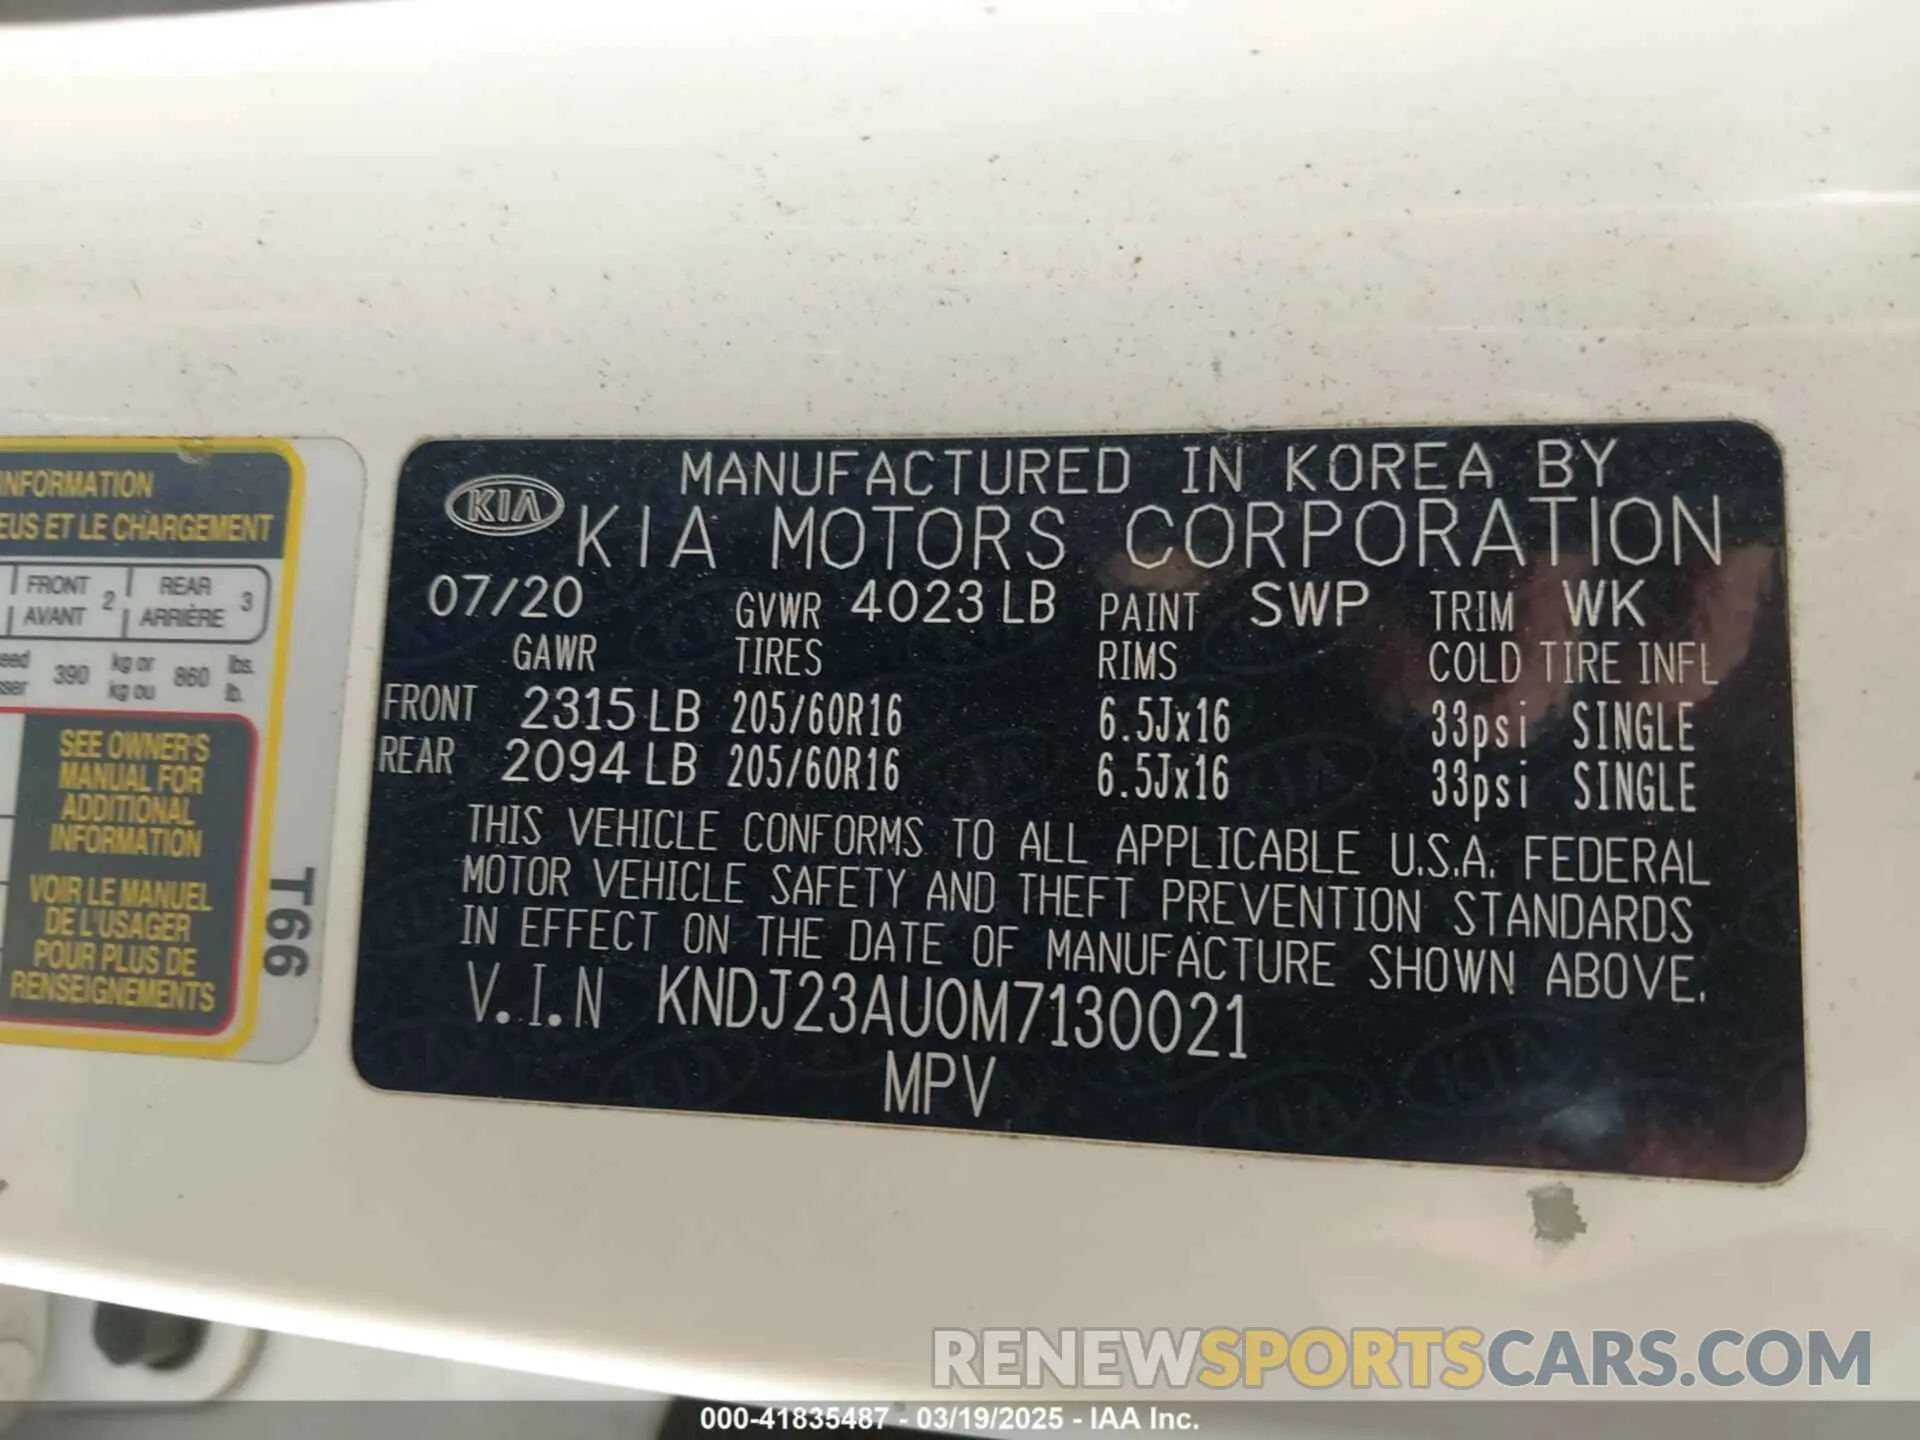 INFORMATION
EUS ET LE CHARGEMENT
FRONT 2 REAR 3
AVANT ARRIÈRE
390 kg or 860 lbs.
kg ou lb.
SEE OWNER'S
MANUAL FOR
ADDITIONAL
INFORMATION
VOIR LE MANUEL
DE L'USAGER
POUR PLUS DE
RENSEIGNEMENTS
T66
KIA
MANUFACTURED IN KOREA BY
KIA MOTORS CORPORATION
07/20 GVWR 4023 LB PAINT SWP TRIM WK
GAWR TIRES RIMS COLD TIRE INFL
FRONT 2315 LB 205/60R16 6.5Jx16 33psi SINGLE
REAR 2094 LB 205/60R16 6.5Jx16 33psi SINGLE
THIS VEHICLE CONFORMS TO ALL APPLICABLE U.S.A. FEDERAL
MOTOR VEHICLE SAFETY AND THEFT PREVENTION STANDARDS
IN EFFECT ON THE DATE OF MANUFACTURE SHOWN ABOVE.
V.I.N KNDJ23AU0M7130021
MPV
RENEWSPORTSCARS.COM
000-41835487 - 03/19/2025 - IAA Inc.